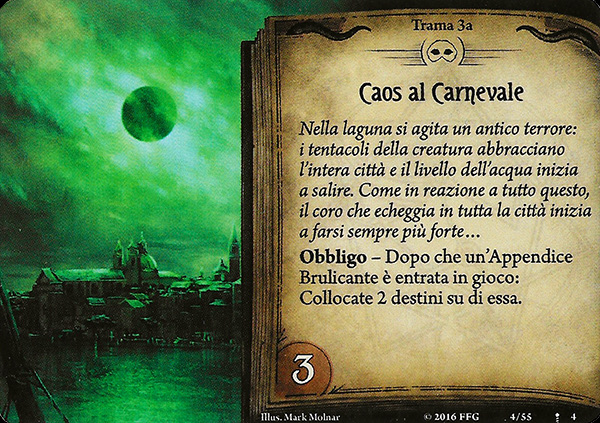 Trama 3a
Caos al Carnevale
Nella laguna si agita un antico terrore:
i tentacoli della creatura abbracciano
l'intera città e il livello dell'acqua inizia
a salire. Come in reazione a tutto questo,
il coro che echeggia in tutta la città inizia
a farsi sempre più forte...
Obbligo – Dopo che un'Appendice
Brulicante è entrata in gioco:
Collocate 2 destini su di essa.
3
Illus. Mark Molnar © 2016 FFG 4/55 4